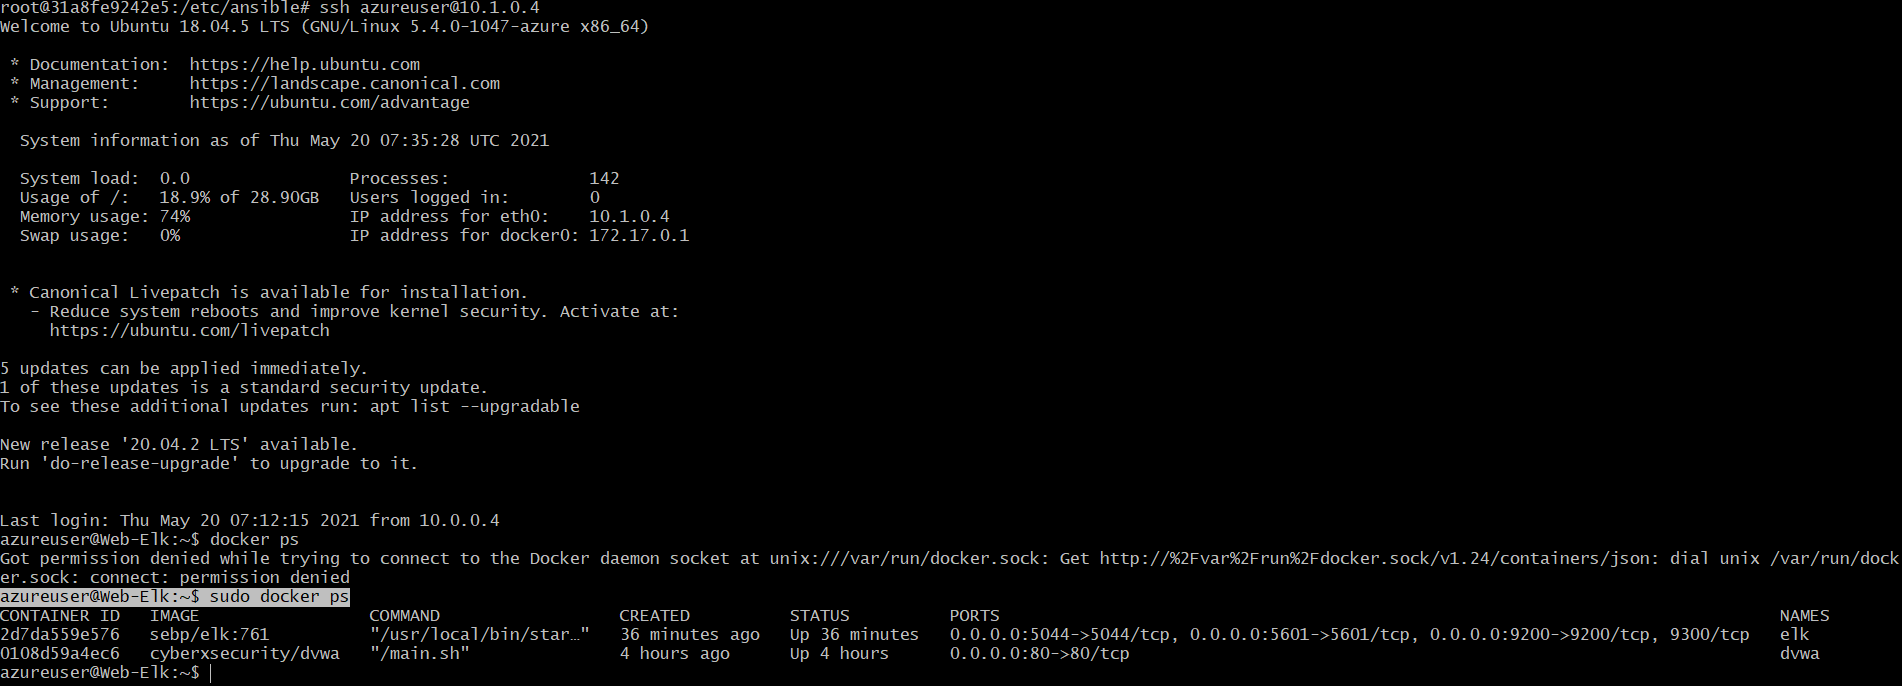 root@31a8fe9242e5:/etc/ansible# ssh azureuser@10.1.0.4
Welcome to Ubuntu 18.04.5 LTS (GNU/Linux 5.4.0-1047-azure x86_64)
* Documentation:  https://help.ubuntu.com
* Management:     https://landscape.canonical.com
* Support:        https://ubuntu.com/advantage
System information as of Thu May 20 07:35:28 UTC 2021
System load:  0.0                Processes:              142
Usage of /:   18.9% of 28.90GB   Users logged in:        0
Memory usage: 74%                IP address for eth0:    10.1.0.4
Swap usage:   0%                 IP address for docker0: 172.17.0.1
* Canonical Livepatch is available for installation.
- Reduce system reboots and improve kernel security. Activate at:
https://ubuntu.com/livepatch
5 updates can be applied immediately.
1 of these updates is a standard security update.
To see these additional updates run: apt list --upgradable
New release '20.04.2 LTS' available.
Run 'do-release-upgrade' to upgrade to it.
Last login: Thu May 20 07:12:15 2021 from 10.0.0.4
azureuser@Web-Elk:~$ docker ps
Got permission denied while trying to connect to the Docker daemon socket at unix:///var/run/docker.sock: Get http://%2Fvar%2Frun%2Fdocker.sock/v1.24/containers/json: dial unix /var/run/dock
er.sock: connect: permission denied
azureuser@Web-Elk:~$ sudo docker ps
CONTAINER ID   IMAGE                 COMMAND                  CREATED          STATUS          PORTS                                                                              NAMES
2d7da559e576   sebp/elk:761          "/usr/local/bin/star…"   36 minutes ago   Up 36 minutes   0.0.0.0:5044->5044/tcp, 0.0.0.0:5601->5601/tcp, 0.0.0.0:9200->9200/tcp, 9300/tcp   elk
0108d59a4ec6   cyberxsecurity/dvwa   "/main.sh"               4 hours ago      Up 4 hours      0.0.0.0:80->80/tcp                                                                 dvwa
azureuser@Web-Elk:~$